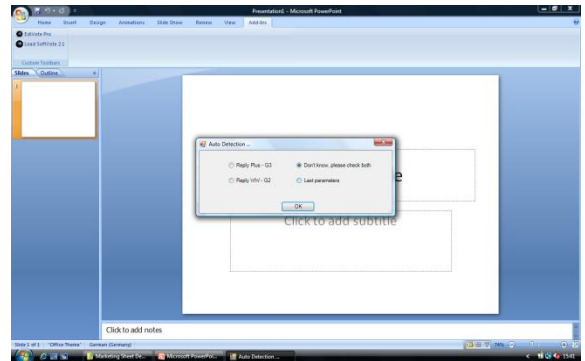 Presentation1 - Microsoft PowerPoint
Home Insert Design Animations Slide Show Review View Add-Ins
EdiVote Pro
Load SoftVote 2.1
Custom Toolbars
Slides Outline
1
Auto Detection ...
Reply Plus - G3
Don't know, please check both
Reply VIVI - G2
Last parameters
OK
Click to add subtitle
Click to add notes
Slide 1 of 1 "Office Theme" German (Germany)
Marketing Sheet De... Microsoft PowerPoi... Auto Detection ...
15:41